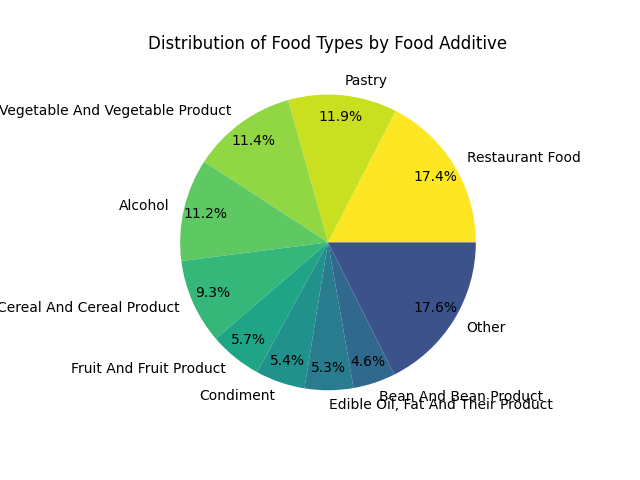 Distribution of Food Types by Food Additive
Pastry
11.9%
Vegetable And Vegetable Product
11.4%
Restaurant Food
17.4%
Alcohol
11.2%
Cereal And Cereal Product
9.3%
Fruit And Fruit Product
5.7%
Condiment
5.4%
Edible Oil, Fat And Their Product
5.3%
Bean And Bean Product
4.6%
Other
17.6%